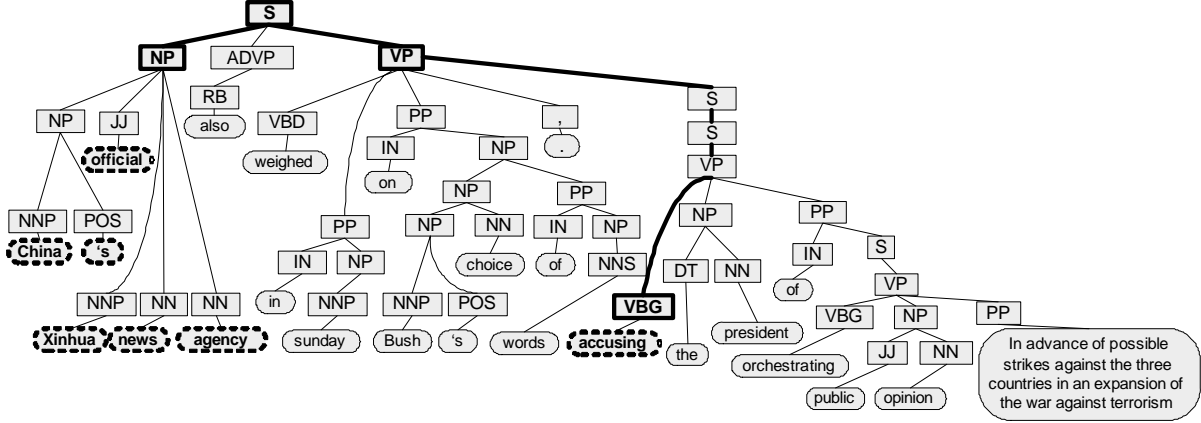 S
NP ADVP VP
RB S
NP JJ VBD PP , S
also
official weighed IN NP . VP
on
NP PP
NNP POS PP NP NN IN NP NP PP
China 's choice of DT NN IN S
IN NP NNS of
in VP
NNP NN NN NNP NNP POS VBG president VBG NP PP
Xinhua news agency sunday Bush 's words accusing the orchestrating JJ NN
public opinion
In advance of possible
strikes against the three
countries in an expansion of
the war against terrorism